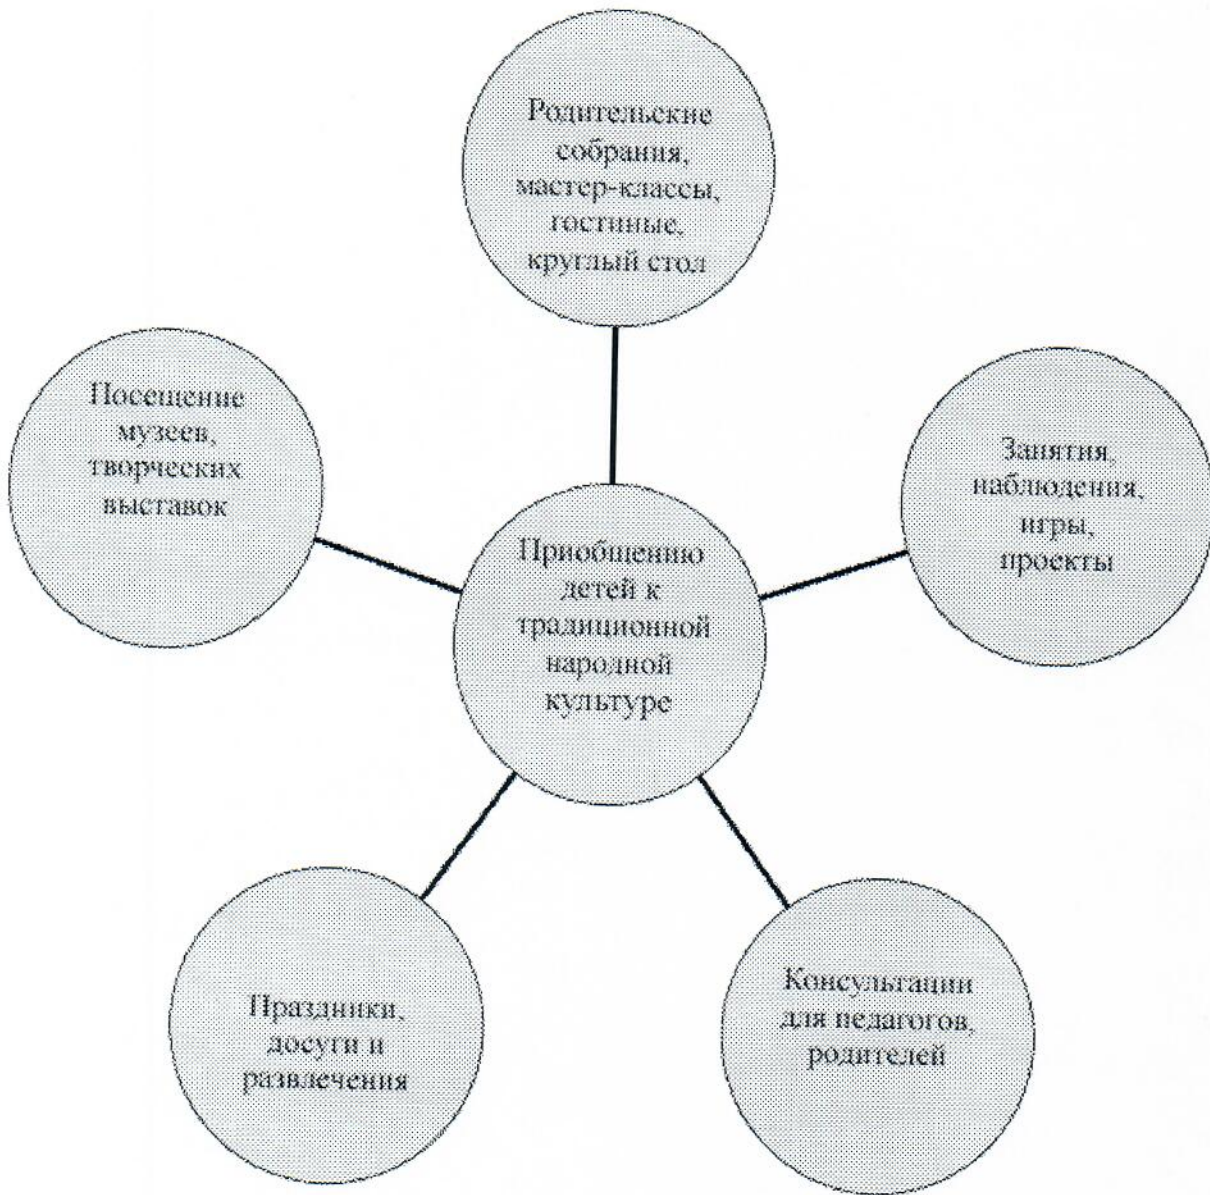 Родительские
собрания,
мастер-классы,
гостиные,
круглый стол
Посещение
музеев,
творческих
выставок
Занятия,
наблюдения,
игры,
проекты
Приобщению
детей к
традиционной
народной
культуре
Праздники,
досуги и
развлечения
Консультации
для педагогов,
родителей